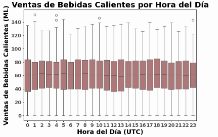 Ventas de Bebidas Calientes por Hora del Día
Ventas de Bebidas Calientes (ML)
140
120
100
80
60
40
20
0
0 1 2 3 4 5 6 7 8 9 10 11 12 13 14 15 16 17 18 19 20 21 22 23
Hora del Día (UTC)